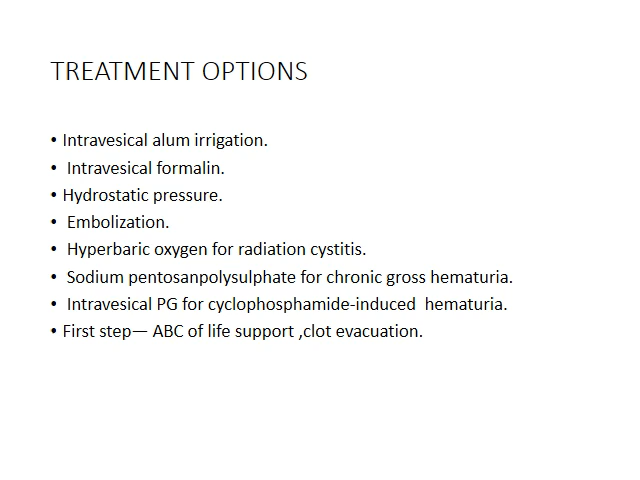 TREATMENT OPTIONS
• Intravesical alum irrigation.
• Intravesical formalin.
• Hydrostatic pressure.
• Embolization.
• Hyperbaric oxygen for radiation cystitis.
• Sodium pentosanpolysulphate for chronic gross hematuria.
• Intravesical PG for cyclophosphamide-induced  hematuria.
• First step— ABC of life support ,clot evacuation.